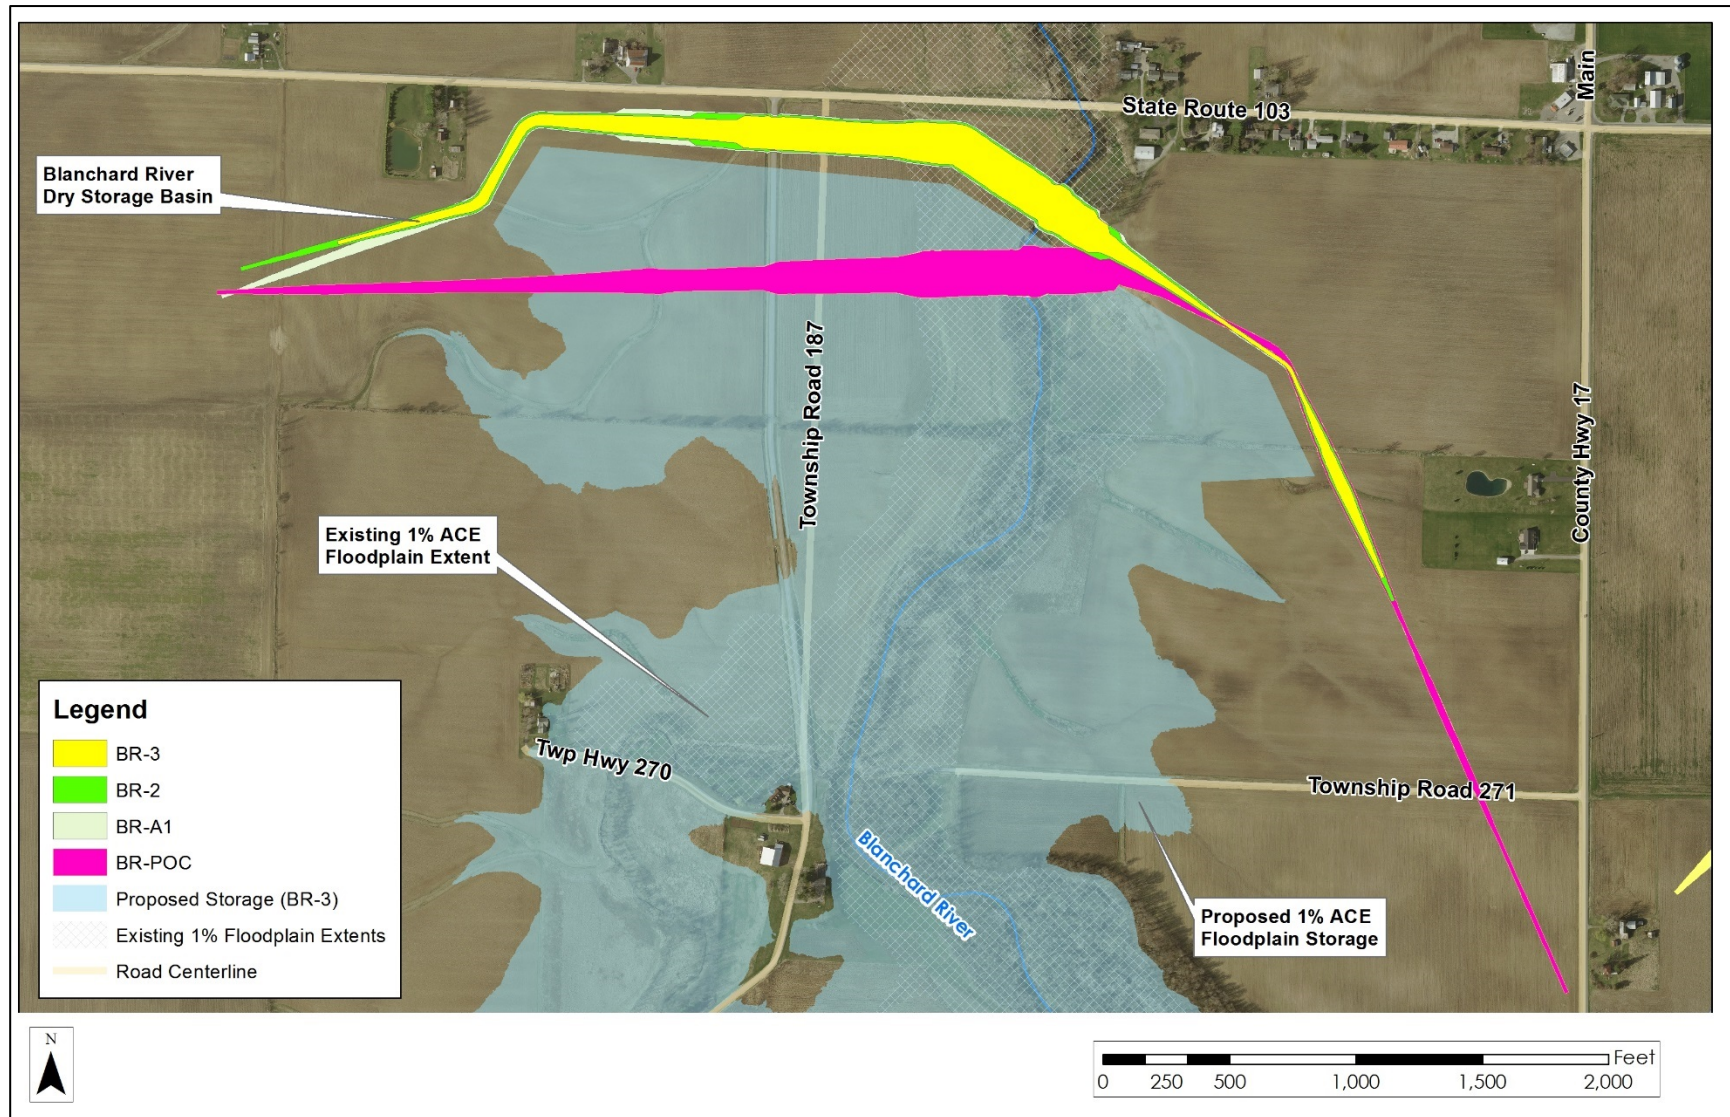 State Route 103
Main
Blanchard River
Dry Storage Basin
Township Road 187
County Hwy 17
Existing 1% ACE
Floodplain Extent
Twp Hwy 270
Township Road 271
Blanchard River
Proposed 1% ACE
Floodplain Storage
Legend
BR-3
BR-2
BR-A1
BR-POC
Proposed Storage (BR-3)
Existing 1% Floodplain Extents
Road Centerline
N
Feet
0 250 500 1,000 1,500 2,000